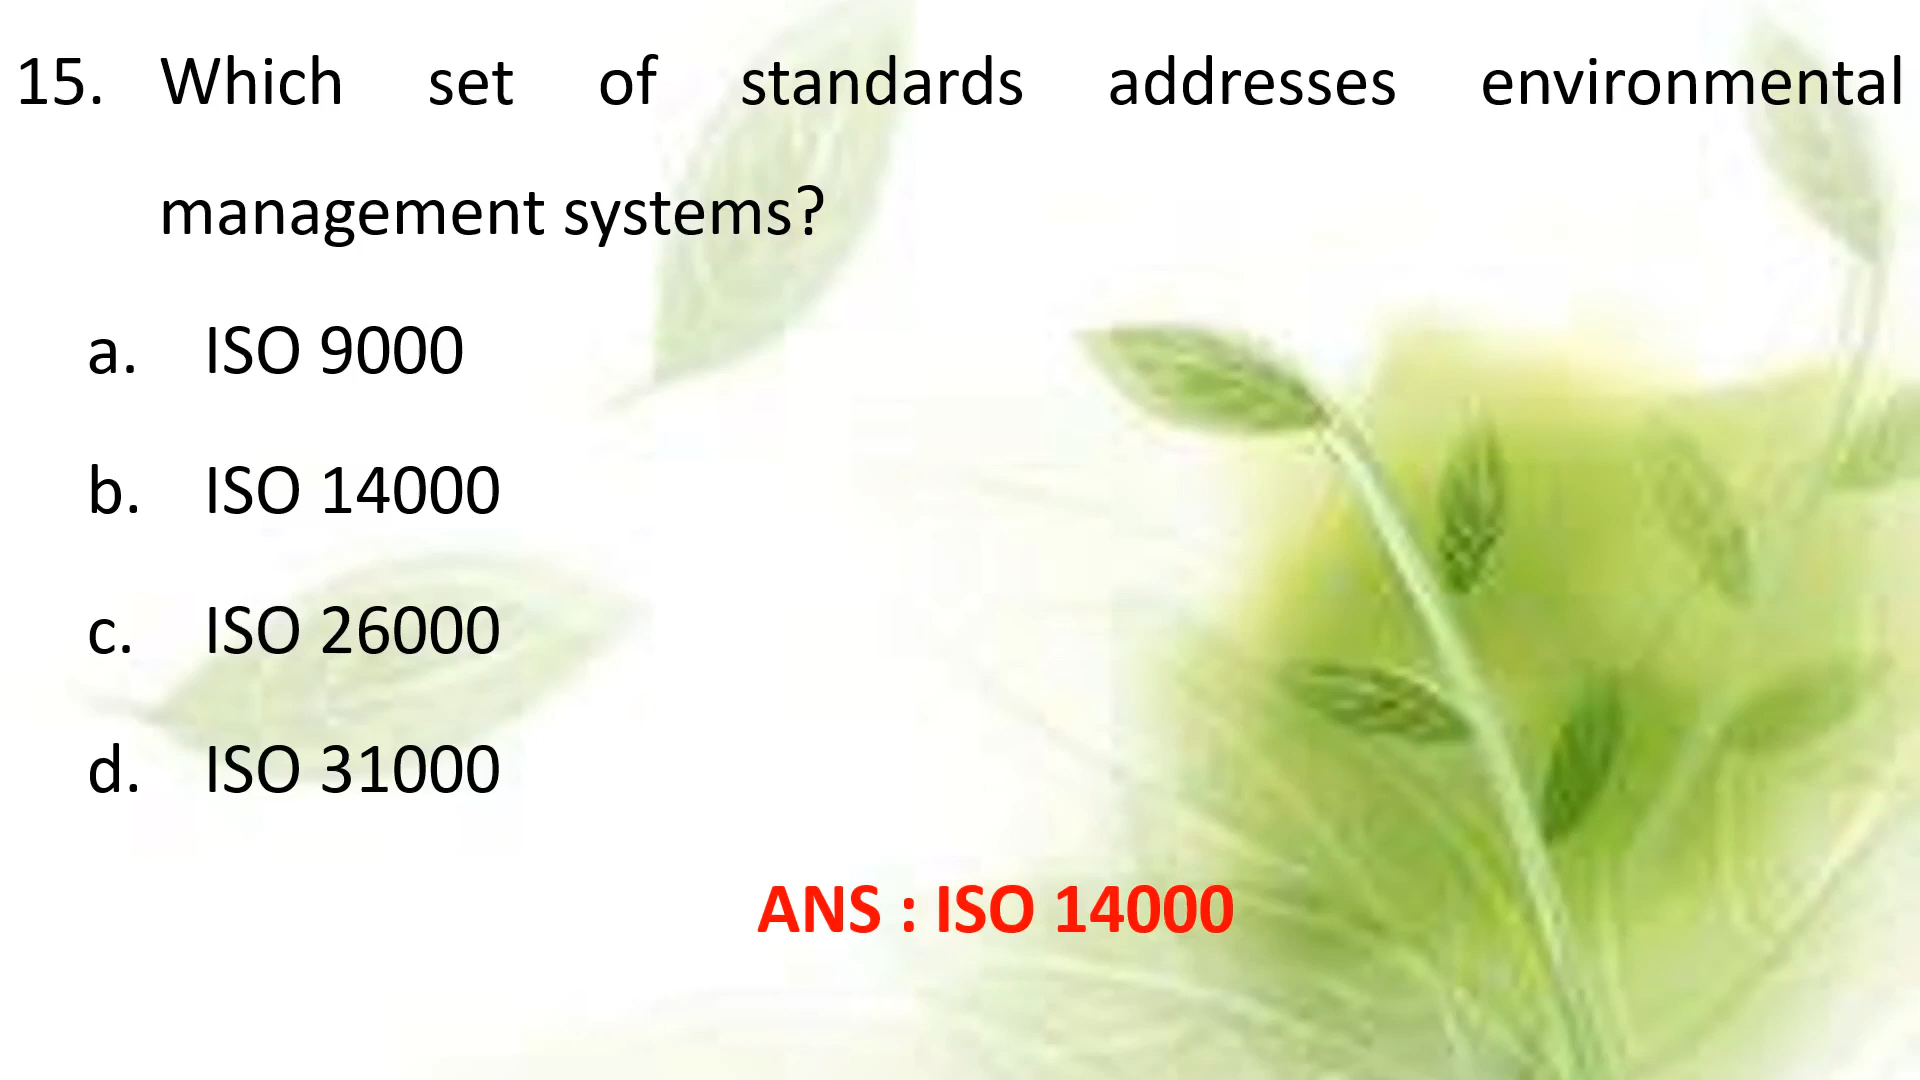 15. Which set of standards addresses environmental
management systems?
a. ISO 9000
b. ISO 14000
c. ISO 26000
d. ISO 31000
ANS : ISO 14000